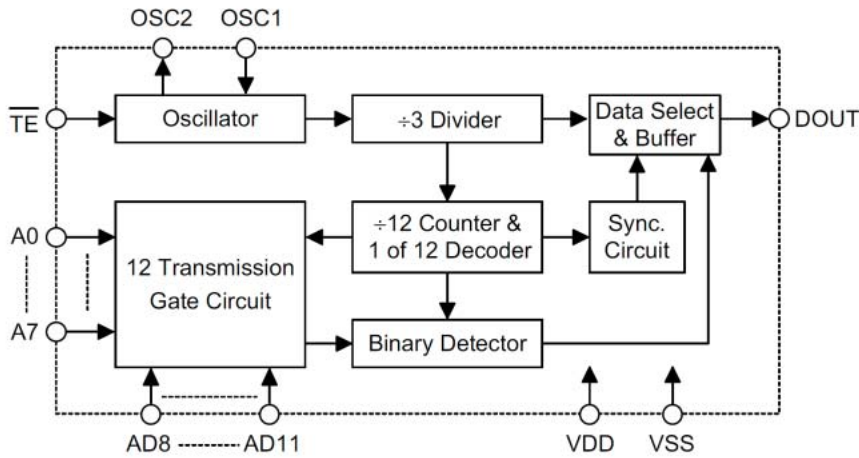 OSC2 OSC1
TE
Oscillator
÷3 Divider
Data Select
& Buffer
DOUT
A0
A7
12 Transmission
Gate Circuit
÷12 Counter &
1 of 12 Decoder
Sync.
Circuit
Binary Detector
AD8 AD11 VDD VSS